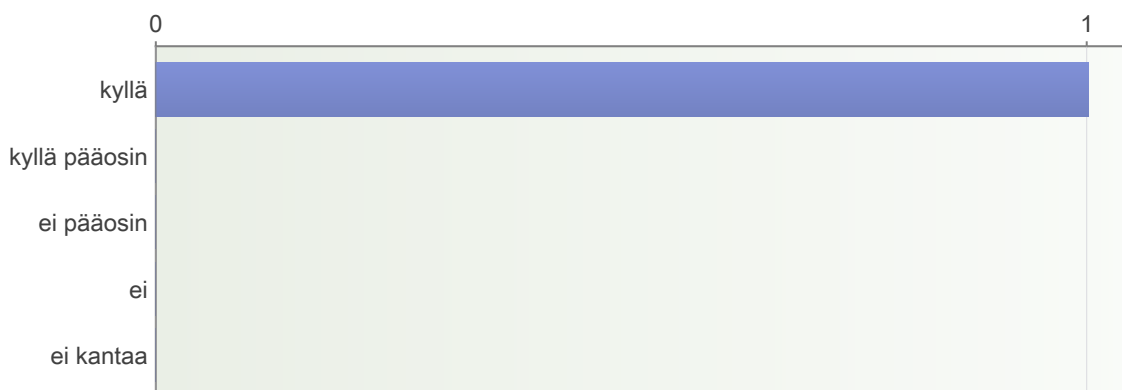 0 1
kyllä
kyllä pääosin
ei pääosin
ei
ei kantaa